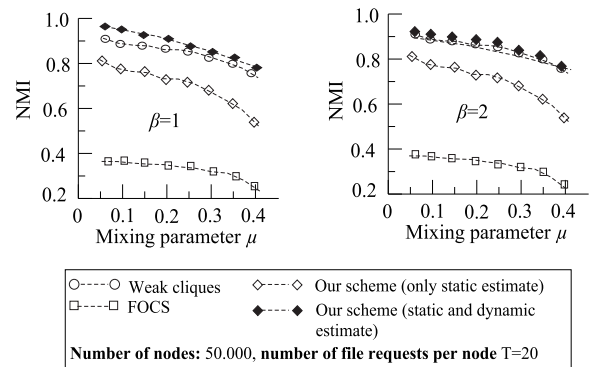 1.0
0.8
0.6
0.4
0.2
NMI
β=1
0 0.1 0.2 0.3 0.4
Mixing parameter μ
1.0
0.8
0.6
0.4
0.2
NMI
β=2
0 0.1 0.2 0.3 0.4
Mixing parameter μ
Weak cliques
FOCS
Our scheme (only static estimate)
Our scheme (static and dynamic
estimate)
Number of nodes: 50.000, number of file requests per node T=20